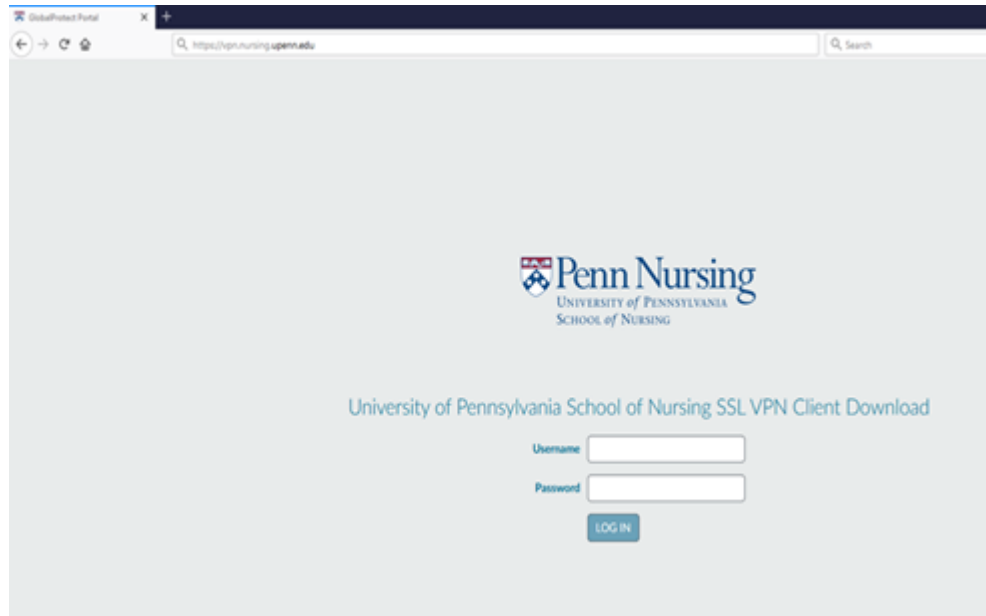 GlobalProtect Portal
https://vpn.nursing.upenn.edu
Search
Penn Nursing
UNIVERSITY of PENNSYLVANIA
SCHOOL of NURSING
University of Pennsylvania School of Nursing SSL VPN Client Download
Username
Password
LOG IN